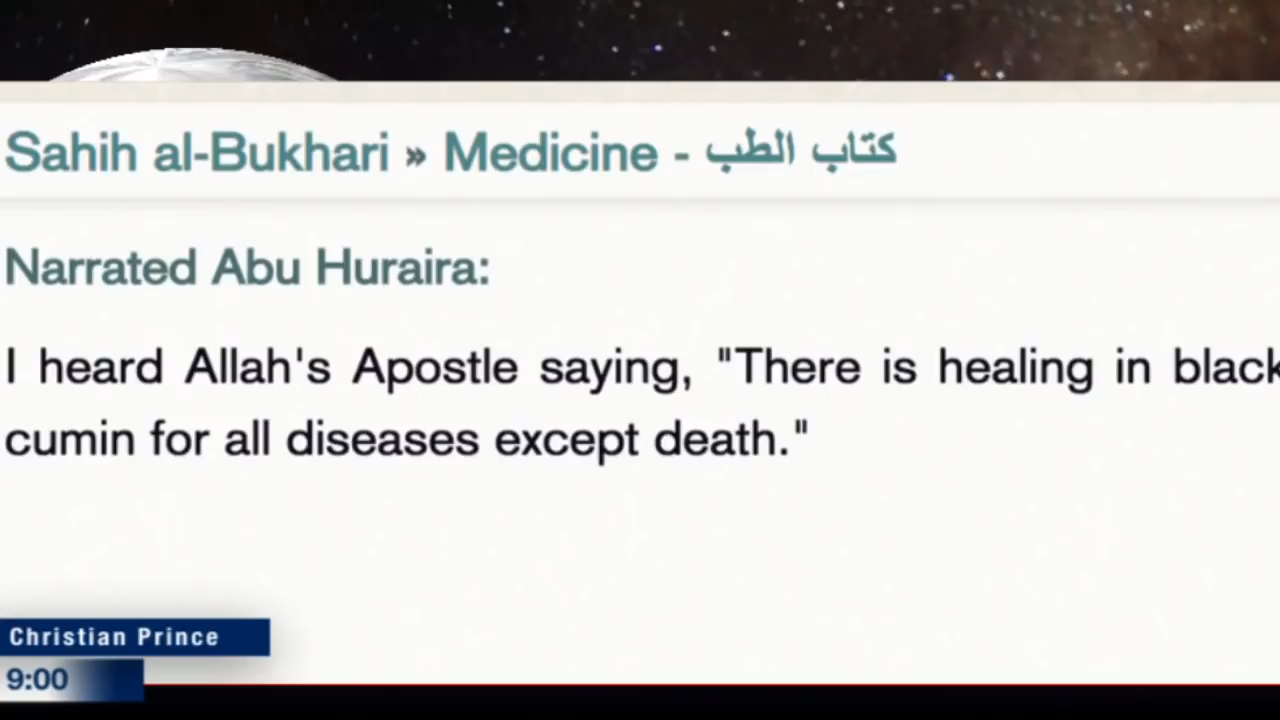 Sahih al-Bukhari » Medicine - كتاب الطب
Narrated Abu Huraira:
I heard Allah's Apostle saying, "There is healing in black
cumin for all diseases except death."
Christian Prince
9:00